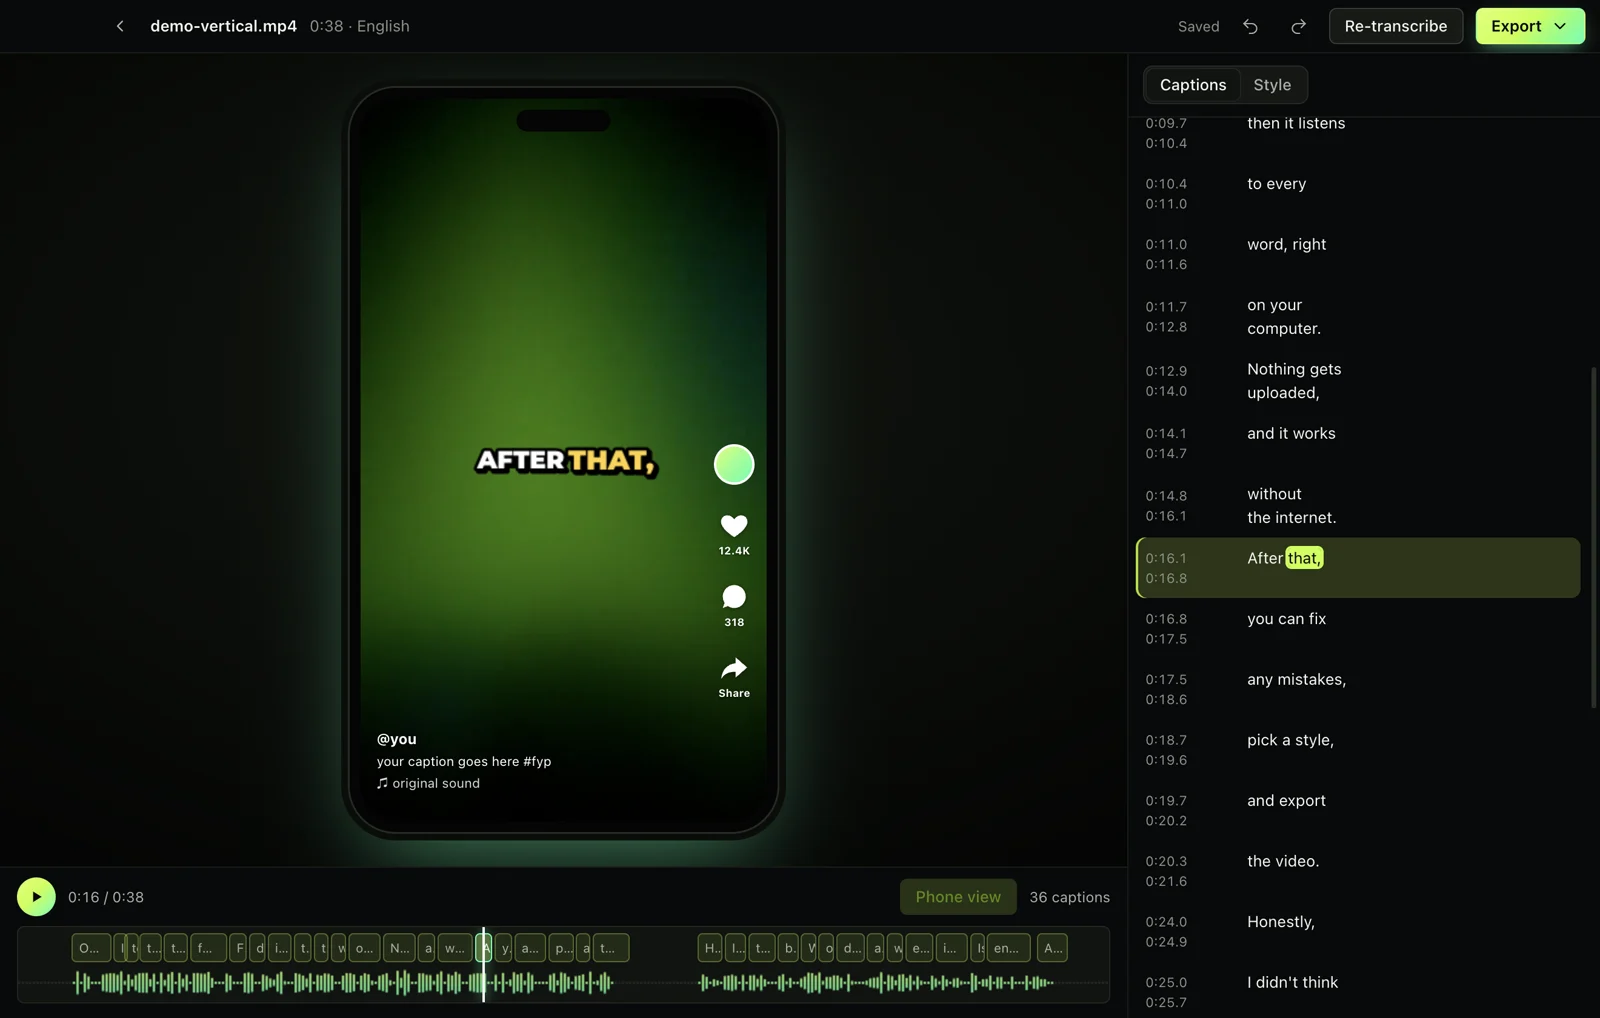 demo-vertical.mp4 0:38 · English
Saved
Re-transcribe
Export
AFTER THAT,
12.4K
318
Share
@you
your caption goes here #fyp
original sound
Captions
Style
0:09.7 then it listens
0:10.4
0:10.4 to every
0:11.0
0:11.0 word, right
0:11.6
0:11.7 on your
0:12.8 computer.
0:12.9 Nothing gets
0:14.0 uploaded,
0:14.1 and it works
0:14.7
0:14.8 without
0:16.1 the internet.
0:16.1 After that,
0:16.8
0:16.8 you can fix
0:17.5
0:17.5 any mistakes,
0:18.6
0:18.7 pick a style,
0:19.6
0:19.7 and export
0:20.2
0:20.3 the video.
0:21.6
0:24.0 Honestly,
0:24.9
0:25.0 I didn't think
0:25.7
0:16 / 0:38
Phone view
36 captions
O... t... t... f... F d i... t. t w o... N... a w... y. a... p... a t... H. I... t... b. o d... a w e... i... en... A...